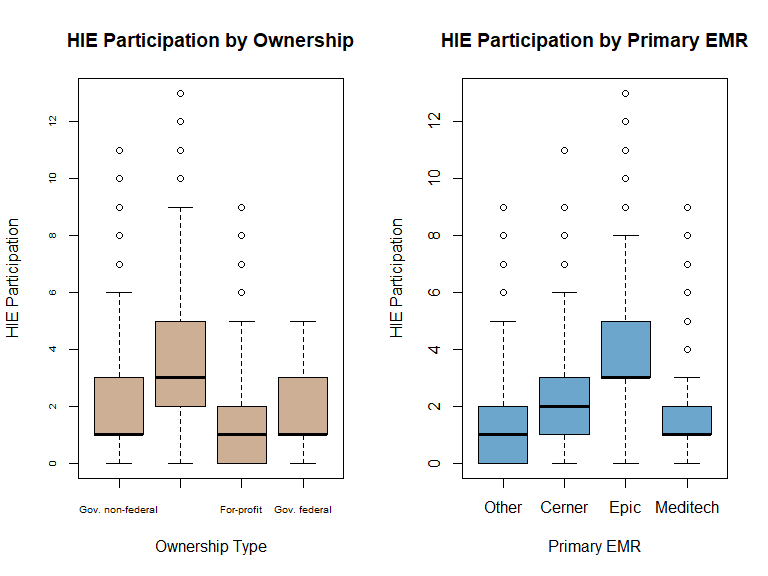 HIE Participation by Ownership
HIE Participation
12
10
8
6
4
2
0
Gov. non-federal For-profit Gov. federal
Ownership Type
HIE Participation by Primary EMR
HIE Participation
12
10
8
6
4
2
0
Other Cerner Epic Meditech
Primary EMR